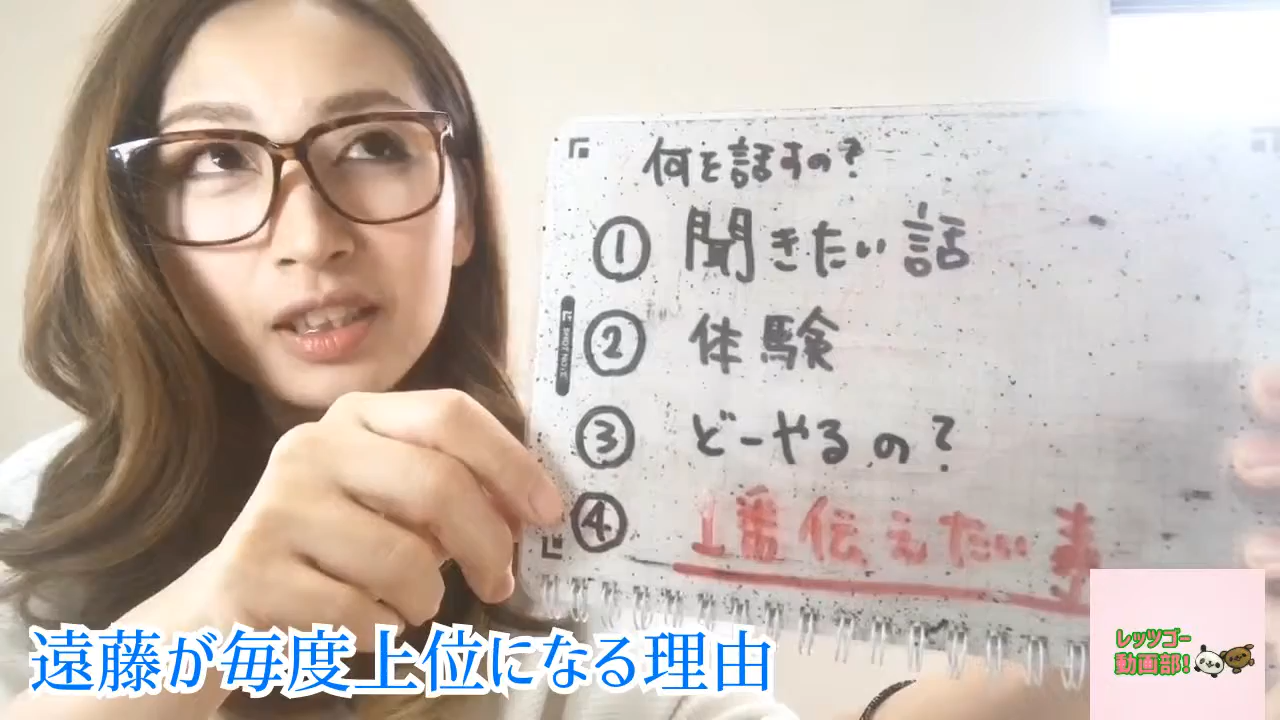 何を話すの?
① 聞きたい話
② 体験
③ どーやるの?
④ 1番伝えたい事
SHOT NOTE
遠藤が毎度上位になる理由
レッツゴー
動画部!